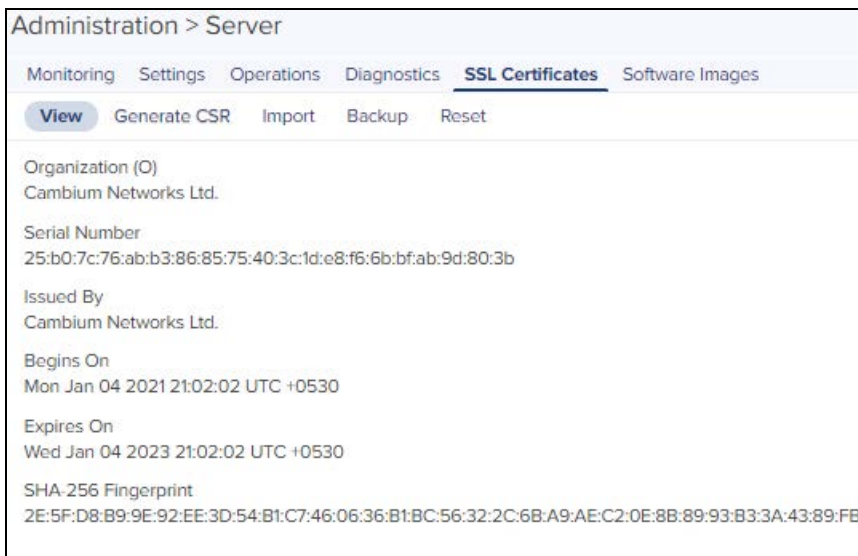 Administration > Server
Monitoring Settings Operations Diagnostics SSL Certificates Software Images
View Generate CSR Import Backup Reset
Organization (O)
Cambium Networks Ltd.
Serial Number
25:b0:7c:76:ab:b3:86:85:75:40:3c:1d:e8:f6:6b:bf:ab:9d:80:3b
Issued By
Cambium Networks Ltd.
Begins On
Mon Jan 04 2021 21:02:02 UTC +0530
Expires On
Wed Jan 04 2023 21:02:02 UTC +0530
SHA-256 Fingerprint
2E:5F:D8:B9:9E:92:EE:3D:54:B1:C7:46:06:36:B1:BC:56:32:2C:6B:A9:AE:C2:0E:8B:89:93:B3:3A:43:89:FB